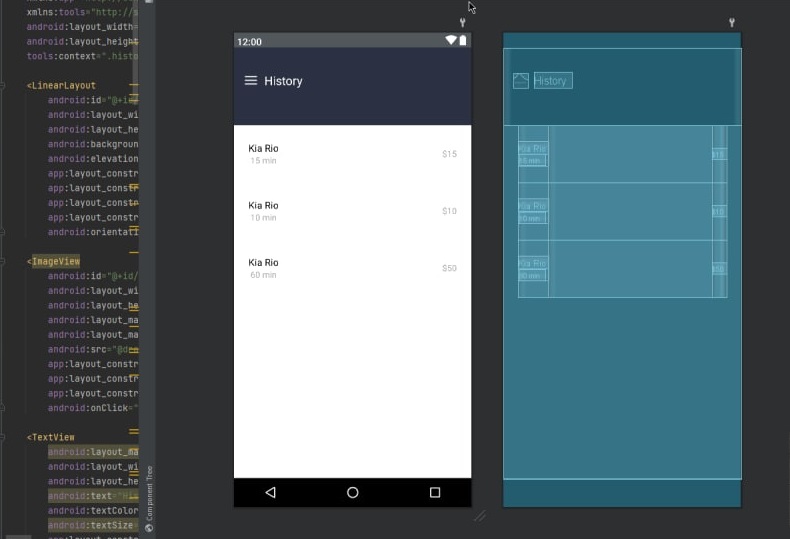 xmlns:tools="http://s
android:layout_width=
android:layout_height
tools:context=".histo
<LinearLayout
android:id="@+id/
android:layout_wi
android:layout_he
android:backgroun
android:elevation
app:layout_constr
app:layout_constr
app:layout_constr
app:layout_constr
android:orientati
<ImageView
android:id="@+id/
android:layout_wi
android:layout_he
android:layout_ma
android:layout_ma
android:src="@dr
app:layout_constr
app:layout_constr
app:layout_constr
android:onClick="
<TextView
android:layout_ma
android:layout_wi
android:layout_he
android:text="His
android:textColor
android:textSize=
app:layout_constr
Component Tree
12:00
History
Kia Rio
15 min
$15
Kia Rio
10 min
$10
Kia Rio
60 min
$50
History
Kia Rio
15 min
$15
Kia Rio
10 min
$10
Kia Rio
60 min
$50